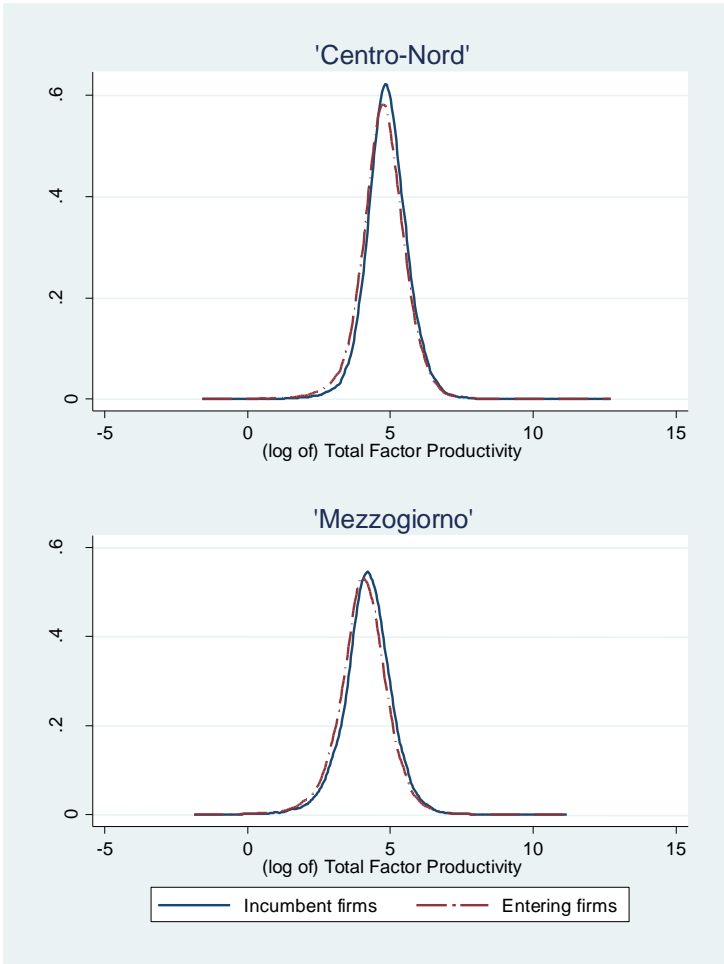 'Centro-Nord'
.6
.4
.2
0
-5 0 5 10 15
(log of) Total Factor Productivity
'Mezzogiorno'
.6
.4
.2
0
-5 0 5 10 15
(log of) Total Factor Productivity
Incumbent firms Entering firms